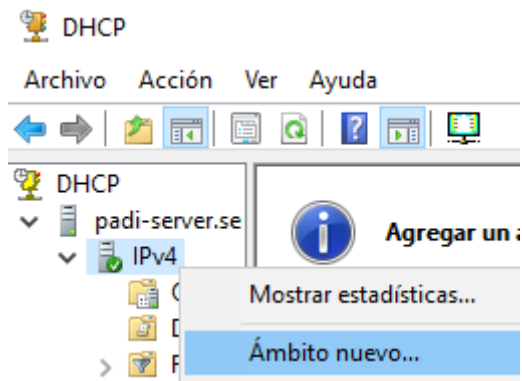 DHCP
Archivo Acción Ver Ayuda
DHCP
padi-server.se
Agregar un a
IPv4
Mostrar estadísticas...
Ámbito nuevo...